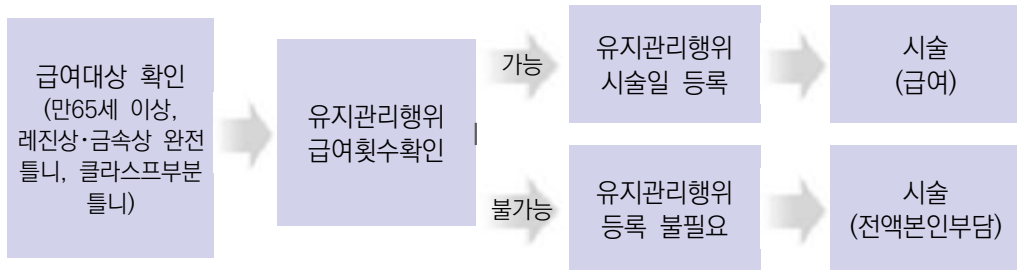 급여대상 확인
(만65세 이상,
레진상·금속상 완전
틀니, 클라스프부분
틀니)
유지관리행위
급여횟수확인
가능
유지관리행위
시술일 등록
시술
(급여)
불가능
유지관리행위
등록 불필요
시술
(전액본인부담)